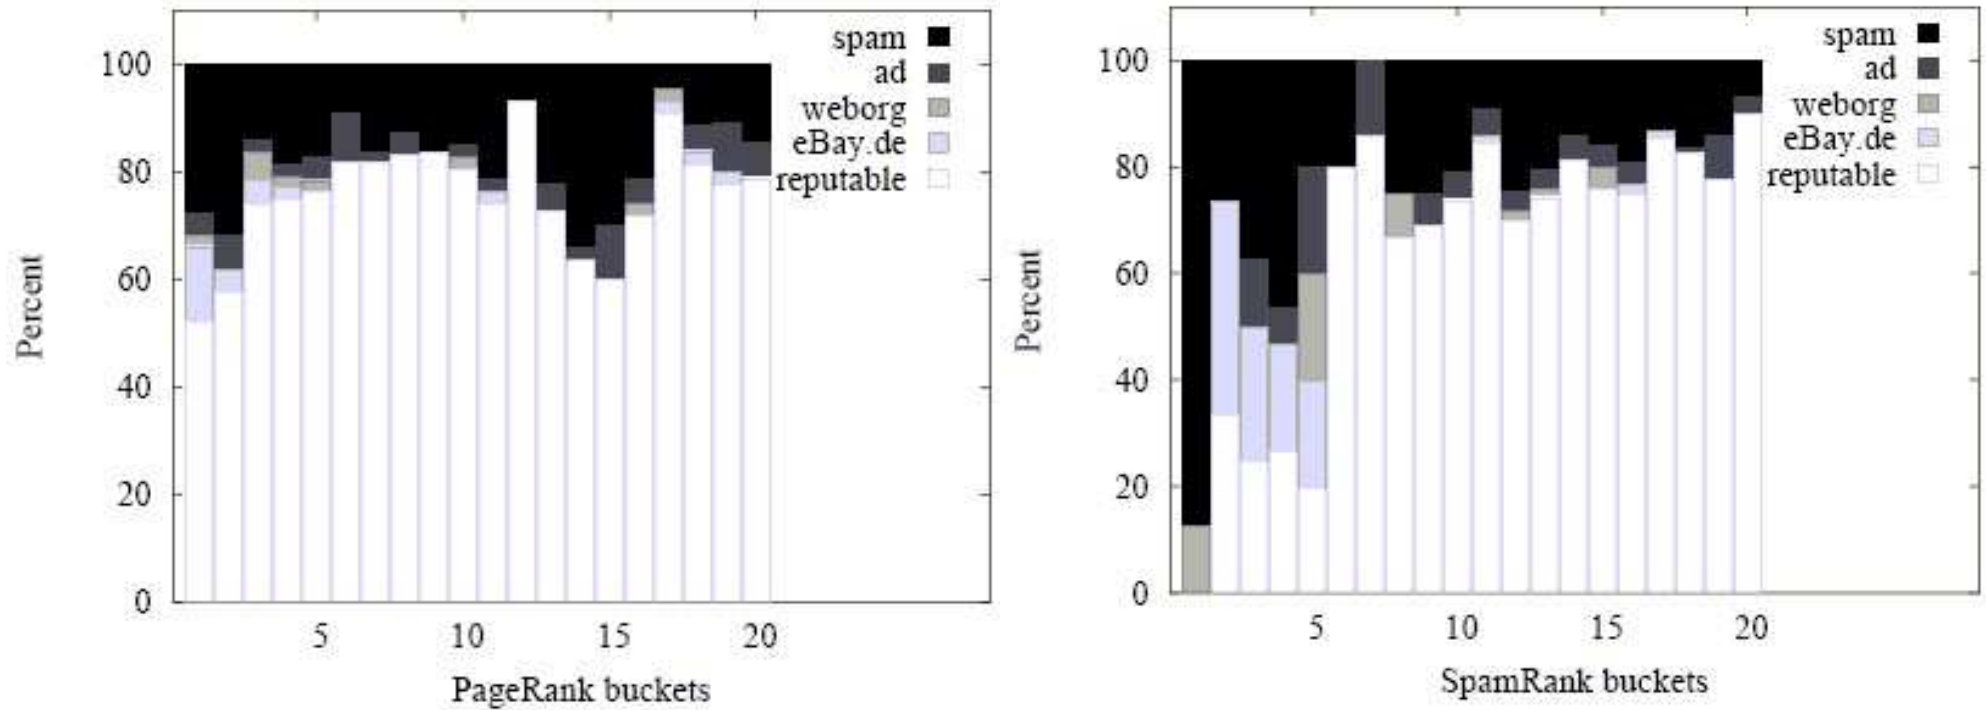 spam
ad
weborg
eBay.de
reputable
100
80
60
40
20
0
5 10 15 20
Percent
PageRank buckets
spam
ad
weborg
eBay.de
reputable
100
80
60
40
20
0
5 10 15 20
Percent
SpamRank buckets